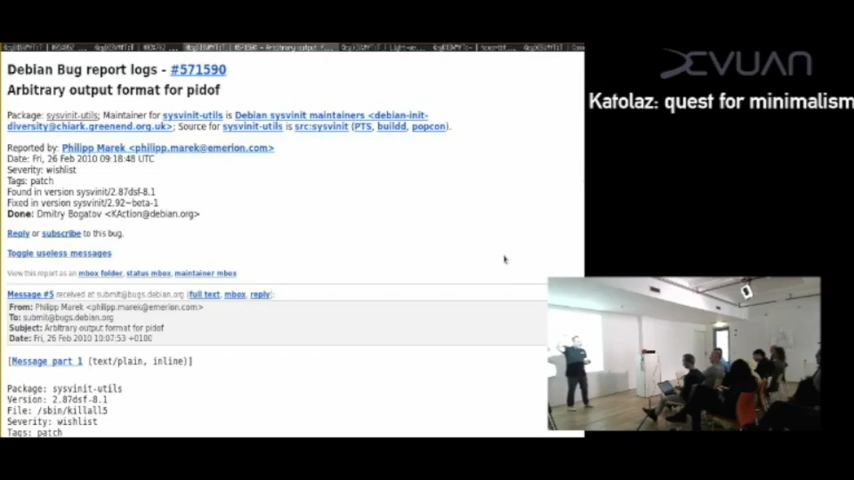 Debian Bug report logs - #571590
Arbitrary output format for pidof
Package: sysvinit-utils; Maintainer for sysvinit-utils is Debian sysvinit maintainers <debian-init-
diversity@chiark.greenend.org.uk>; Source for sysvinit-utils is src:sysvinit (PTS, buildd, popcon).
Reported by: Philipp Marek <philipp.marek@emerion.com>
Date: Fri, 26 Feb 2010 09:18:48 UTC
Severity: wishlist
Tags: patch
Found in version sysvinit/2.87dsf-8.1
Fixed in version sysvinit/2.92~beta-1
Done: Dmitry Bogatov <KAction@debian.org>
Reply or subscribe to this bug.
Toggle useless messages
View this report as an mbox folder, status mbox, maintainer mbox
Message #5 received at submit@bugs.debian.org (full text, mbox, reply):
From: Philipp Marek <philipp.marek@emerion.com>
To: submit@bugs.debian.org
Subject: Arbitrary output format for pidof
Date: Fri, 26 Feb 2010 10:07:53 +0100
[Message part 1 (text/plain, inline)]
Package: sysvinit-utils
Version: 2.87dsf-8.1
File: /sbin/killall5
Severity: wishlist
Tags: patch
DEVUAN
Katolaz: quest for minimalism